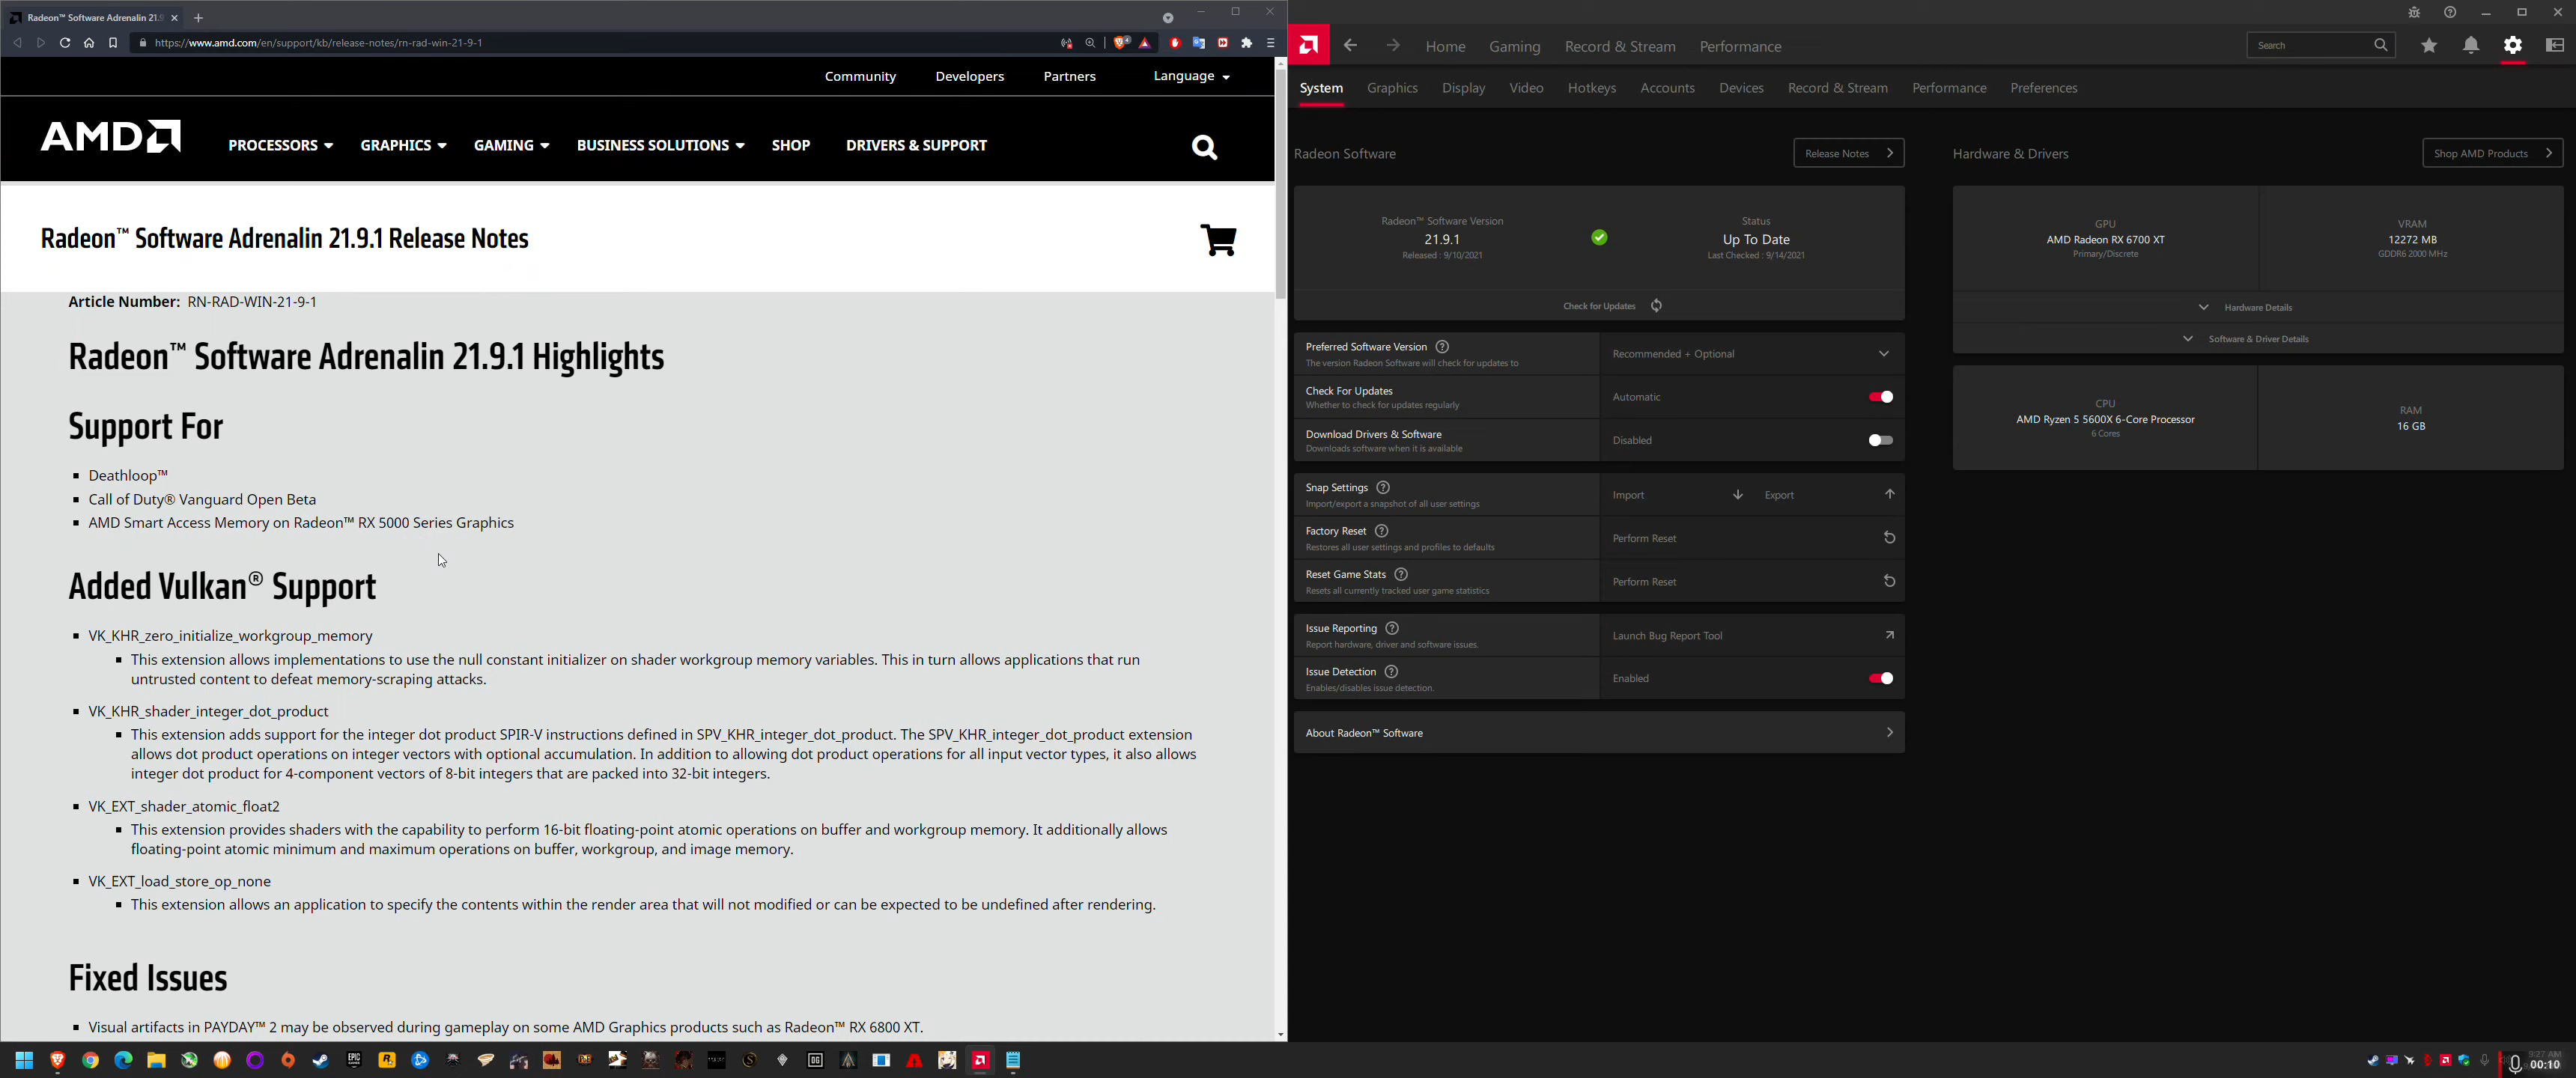 Radeon™ Software Adrenalin 21.9
https://www.amd.com/en/support/kb/release-notes/rn-rad-win-21-9-1
Community Developers Partners Language
AMD PROCESSORS GRAPHICS GAMING BUSINESS SOLUTIONS SHOP DRIVERS & SUPPORT
Radeon™ Software Adrenalin 21.9.1 Release Notes
Article Number: RN-RAD-WIN-21-9-1
Radeon™ Software Adrenalin 21.9.1 Highlights
Support For
Deathloop™
Call of Duty® Vanguard Open Beta
AMD Smart Access Memory on Radeon™ RX 5000 Series Graphics
Added Vulkan® Support
VK_KHR_zero_initialize_workgroup_memory
This extension allows implementations to use the null constant initializer on shader workgroup memory variables. This in turn allows applications that run
untrusted content to defeat memory-scraping attacks.
VK_KHR_shader_integer_dot_product
This extension adds support for the integer dot product SPIR-V instructions defined in SPV_KHR_integer_dot_product. The SPV_KHR_integer_dot_product extension
allows dot product operations on integer vectors with optional accumulation. In addition to allowing dot product operations for all input vector types, it also allows
integer dot product for 4-component vectors of 8-bit integers that are packed into 32-bit integers.
VK_EXT_shader_atomic_float2
This extension provides shaders with the capability to perform 16-bit floating-point atomic operations on buffer and workgroup memory. It additionally allows
floating-point atomic minimum and maximum operations on buffer, workgroup, and image memory.
VK_EXT_load_store_op_none
This extension allows an application to specify the contents within the render area that will not modified or can be expected to be undefined after rendering.
Fixed Issues
Visual artifacts in PAYDAY™ 2 may be observed during gameplay on some AMD Graphics products such as Radeon™ RX 6800 XT.
Home Gaming Record & Stream Performance
Search
System Graphics Display Video Hotkeys Accounts Devices Record & Stream Performance Preferences
Radeon Software
Release Notes
Radeon™ Software Version
21.9.1
Released : 9/10/2021
Status
Up To Date
Last Checked : 9/14/2021
Check for Updates
Preferred Software Version
The version Radeon Software will check for updates to
Recommended + Optional
Check For Updates
Whether to check for updates regularly
Automatic
Download Drivers & Software
Downloads software when it is available
Disabled
Snap Settings
Import/export a snapshot of all user settings
Import
Export
Factory Reset
Restores all user settings and profiles to defaults
Perform Reset
Reset Game Stats
Resets all currently tracked user game statistics
Perform Reset
Issue Reporting
Report hardware, driver and software issues.
Launch Bug Report Tool
Issue Detection
Enables/disables issue detection.
Enabled
About Radeon™ Software
Hardware & Drivers
Shop AMD Products
GPU
AMD Radeon RX 6700 XT
Primary/Discrete
VRAM
12272 MB
GDDR6 2000 MHz
Hardware Details
Software & Driver Details
CPU
AMD Ryzen 5 5600X 6-Core Processor
6 Cores
RAM
16 GB
EPIC
OG
00:10